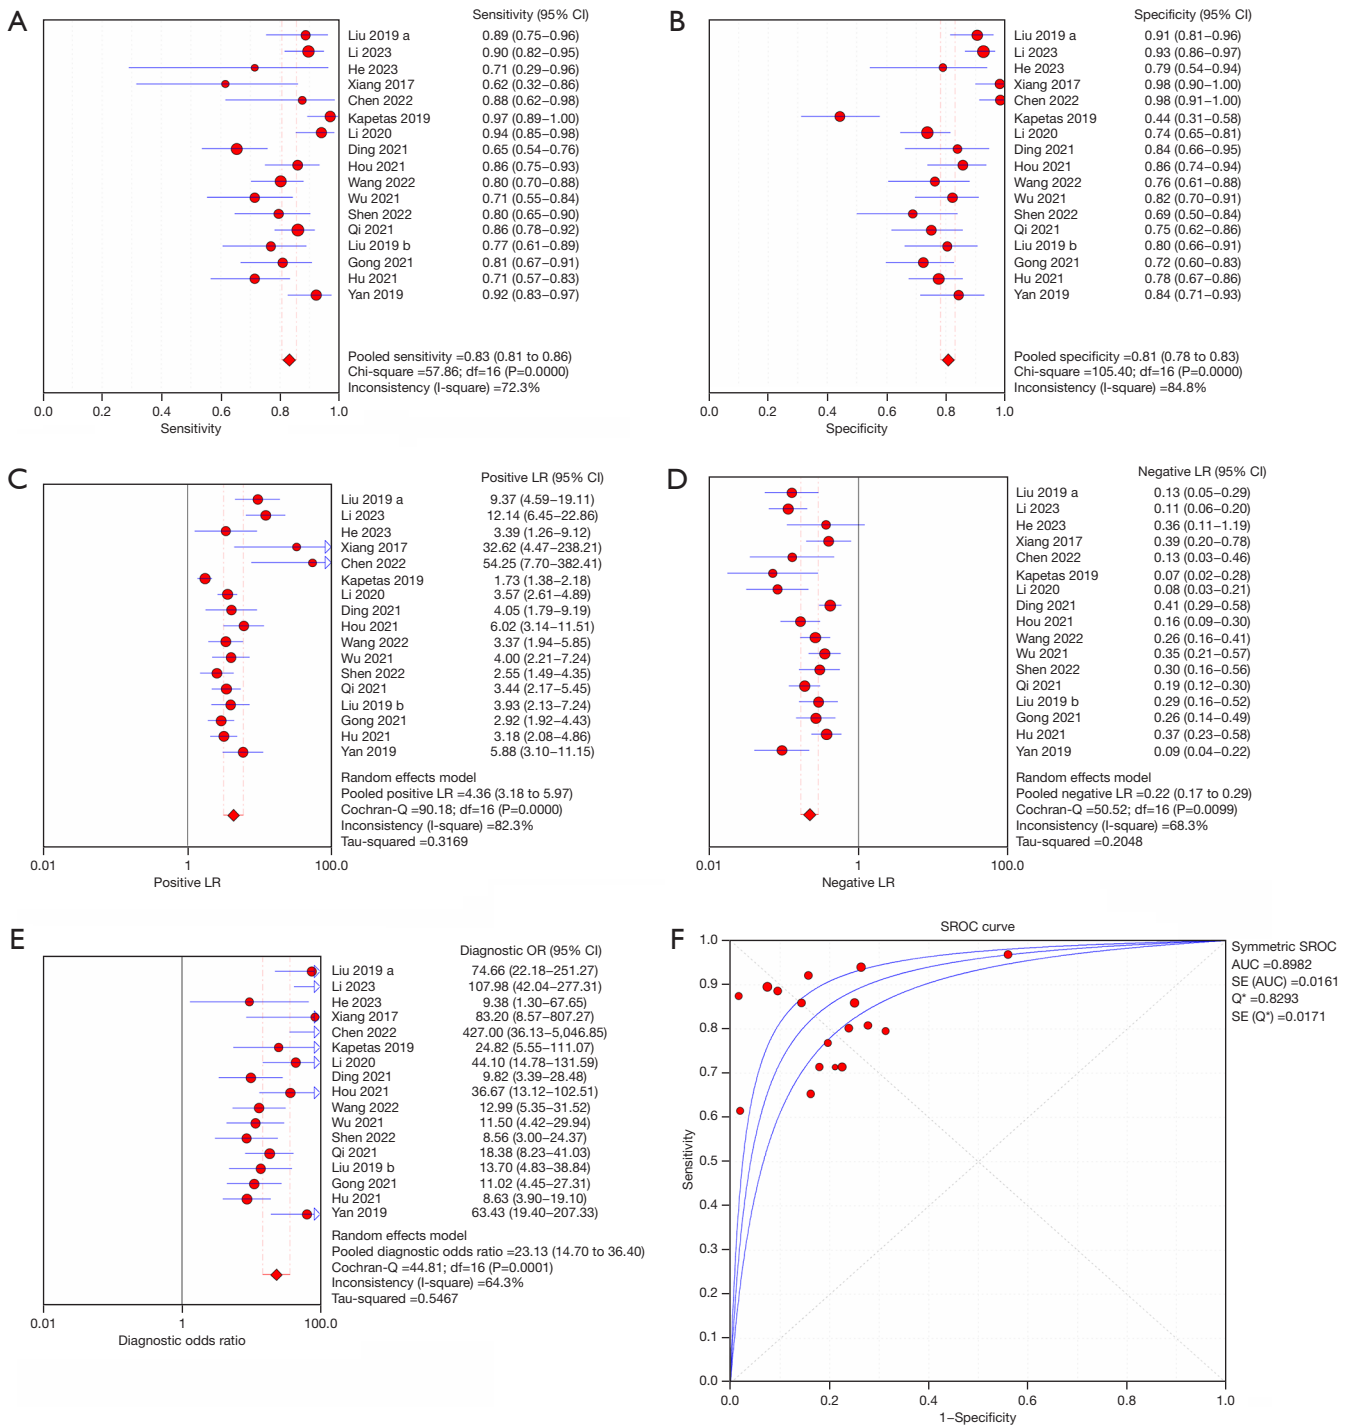 A
Sensitivity (95% CI)
Liu 2019 a 0.89 (0.75–0.96)
Li 2023 0.90 (0.82–0.95)
He 2023 0.71 (0.29–0.96)
Xiang 2017 0.62 (0.32–0.86)
Chen 2022 0.88 (0.62–0.98)
Kapetas 2019 0.97 (0.89–1.00)
Li 2020 0.94 (0.85–0.98)
Ding 2021 0.65 (0.54–0.76)
Hou 2021 0.86 (0.75–0.93)
Wang 2022 0.80 (0.70–0.88)
Wu 2021 0.71 (0.55–0.84)
Shen 2022 0.80 (0.65–0.90)
Qi 2021 0.86 (0.78–0.92)
Liu 2019 b 0.77 (0.61–0.89)
Gong 2021 0.81 (0.67–0.91)
Hu 2021 0.71 (0.57–0.83)
Yan 2019 0.92 (0.83–0.97)
Pooled sensitivity =0.83 (0.81 to 0.86)
Chi-square =57.86; df=16 (P=0.0000)
Inconsistency (I-square) =72.3%
0.0 0.2 0.4 0.6 0.8 1.0
Sensitivity
B
Specificity (95% CI)
Liu 2019 a 0.91 (0.81–0.96)
Li 2023 0.93 (0.86–0.97)
He 2023 0.79 (0.54–0.94)
Xiang 2017 0.98 (0.90–1.00)
Chen 2022 0.98 (0.91–1.00)
Kapetas 2019 0.44 (0.31–0.58)
Li 2020 0.74 (0.65–0.81)
Ding 2021 0.84 (0.66–0.95)
Hou 2021 0.86 (0.74–0.94)
Wang 2022 0.76 (0.61–0.88)
Wu 2021 0.82 (0.70–0.91)
Shen 2022 0.69 (0.50–0.84)
Qi 2021 0.75 (0.62–0.86)
Liu 2019 b 0.80 (0.66–0.91)
Gong 2021 0.72 (0.60–0.83)
Hu 2021 0.78 (0.67–0.86)
Yan 2019 0.84 (0.71–0.93)
Pooled specificity =0.81 (0.78 to 0.83)
Chi-square =105.40; df=16 (P=0.0000)
Inconsistency (I-square) =84.8%
0.0 0.2 0.4 0.6 0.8 1.0
Specificity
C
Positive LR (95% CI)
Liu 2019 a 9.37 (4.59–19.11)
Li 2023 12.14 (6.45–22.86)
He 2023 3.39 (1.26–9.12)
Xiang 2017 32.62 (4.47–238.21)
Chen 2022 54.25 (7.70–382.41)
Kapetas 2019 1.73 (1.38–2.18)
Li 2020 3.57 (2.61–4.89)
Ding 2021 4.05 (1.79–9.19)
Hou 2021 6.02 (3.14–11.51)
Wang 2022 3.37 (1.94–5.85)
Wu 2021 4.00 (2.21–7.24)
Shen 2022 2.55 (1.49–4.35)
Qi 2021 3.44 (2.17–5.45)
Liu 2019 b 3.93 (2.13–7.24)
Gong 2021 2.92 (1.92–4.43)
Hu 2021 3.18 (2.08–4.86)
Yan 2019 5.88 (3.10–11.15)
Random effects model
Pooled positive LR =4.36 (3.18 to 5.97)
Cochran-Q =90.18; df=16 (P=0.0000)
Inconsistency (I-square) =82.3%
Tau-squared =0.3169
0.01 1 100.0
Positive LR
D
Negative LR (95% CI)
Liu 2019 a 0.13 (0.05–0.29)
Li 2023 0.11 (0.06–0.20)
He 2023 0.36 (0.11–1.19)
Xiang 2017 0.39 (0.20–0.78)
Chen 2022 0.13 (0.03–0.46)
Kapetas 2019 0.07 (0.02–0.28)
Li 2020 0.08 (0.03–0.21)
Ding 2021 0.41 (0.29–0.58)
Hou 2021 0.16 (0.09–0.30)
Wang 2022 0.26 (0.16–0.41)
Wu 2021 0.35 (0.21–0.57)
Shen 2022 0.30 (0.16–0.56)
Qi 2021 0.19 (0.12–0.30)
Liu 2019 b 0.29 (0.16–0.52)
Gong 2021 0.26 (0.14–0.49)
Hu 2021 0.37 (0.23–0.58)
Yan 2019 0.09 (0.04–0.22)
Random effects model
Pooled negative LR =0.22 (0.17 to 0.29)
Cochran-Q =50.52; df=16 (P=0.0099)
Inconsistency (I-square) =68.3%
Tau-squared =0.2048
0.01 1 100.0
Negative LR
E
Diagnostic OR (95% CI)
Liu 2019 a 74.66 (22.18–251.27)
Li 2023 107.98 (42.04–277.31)
He 2023 9.38 (1.30–67.65)
Xiang 2017 83.20 (8.57–807.27)
Chen 2022 427.00 (36.13–5,046.85)
Kapetas 2019 24.82 (5.55–111.07)
Li 2020 44.10 (14.78–131.59)
Ding 2021 9.82 (3.39–28.48)
Hou 2021 36.67 (13.12–102.51)
Wang 2022 12.99 (5.35–31.52)
Wu 2021 11.50 (4.42–29.94)
Shen 2022 8.56 (3.00–24.37)
Qi 2021 18.38 (8.23–41.03)
Liu 2019 b 13.70 (4.83–38.84)
Gong 2021 11.02 (4.45–27.31)
Hu 2021 8.63 (3.90–19.10)
Yan 2019 63.43 (19.40–207.33)
Random effects model
Pooled diagnostic odds ratio =23.13 (14.70 to 36.40)
Cochran-Q =44.81; df=16 (P=0.0001)
Inconsistency (I-square) =64.3%
Tau-squared =0.5467
0.01 1 100.0
Diagnostic odds ratio
F
SROC curve
Symmetric SROC
AUC =0.8982
SE (AUC) =0.0161
Q* =0.8293
SE (Q*) =0.0171
Sensitivity
1.0
0.9
0.8
0.7
0.6
0.5
0.4
0.3
0.2
0.1
0.0
0.0 0.2 0.4 0.6 0.8 1.0
1–Specificity